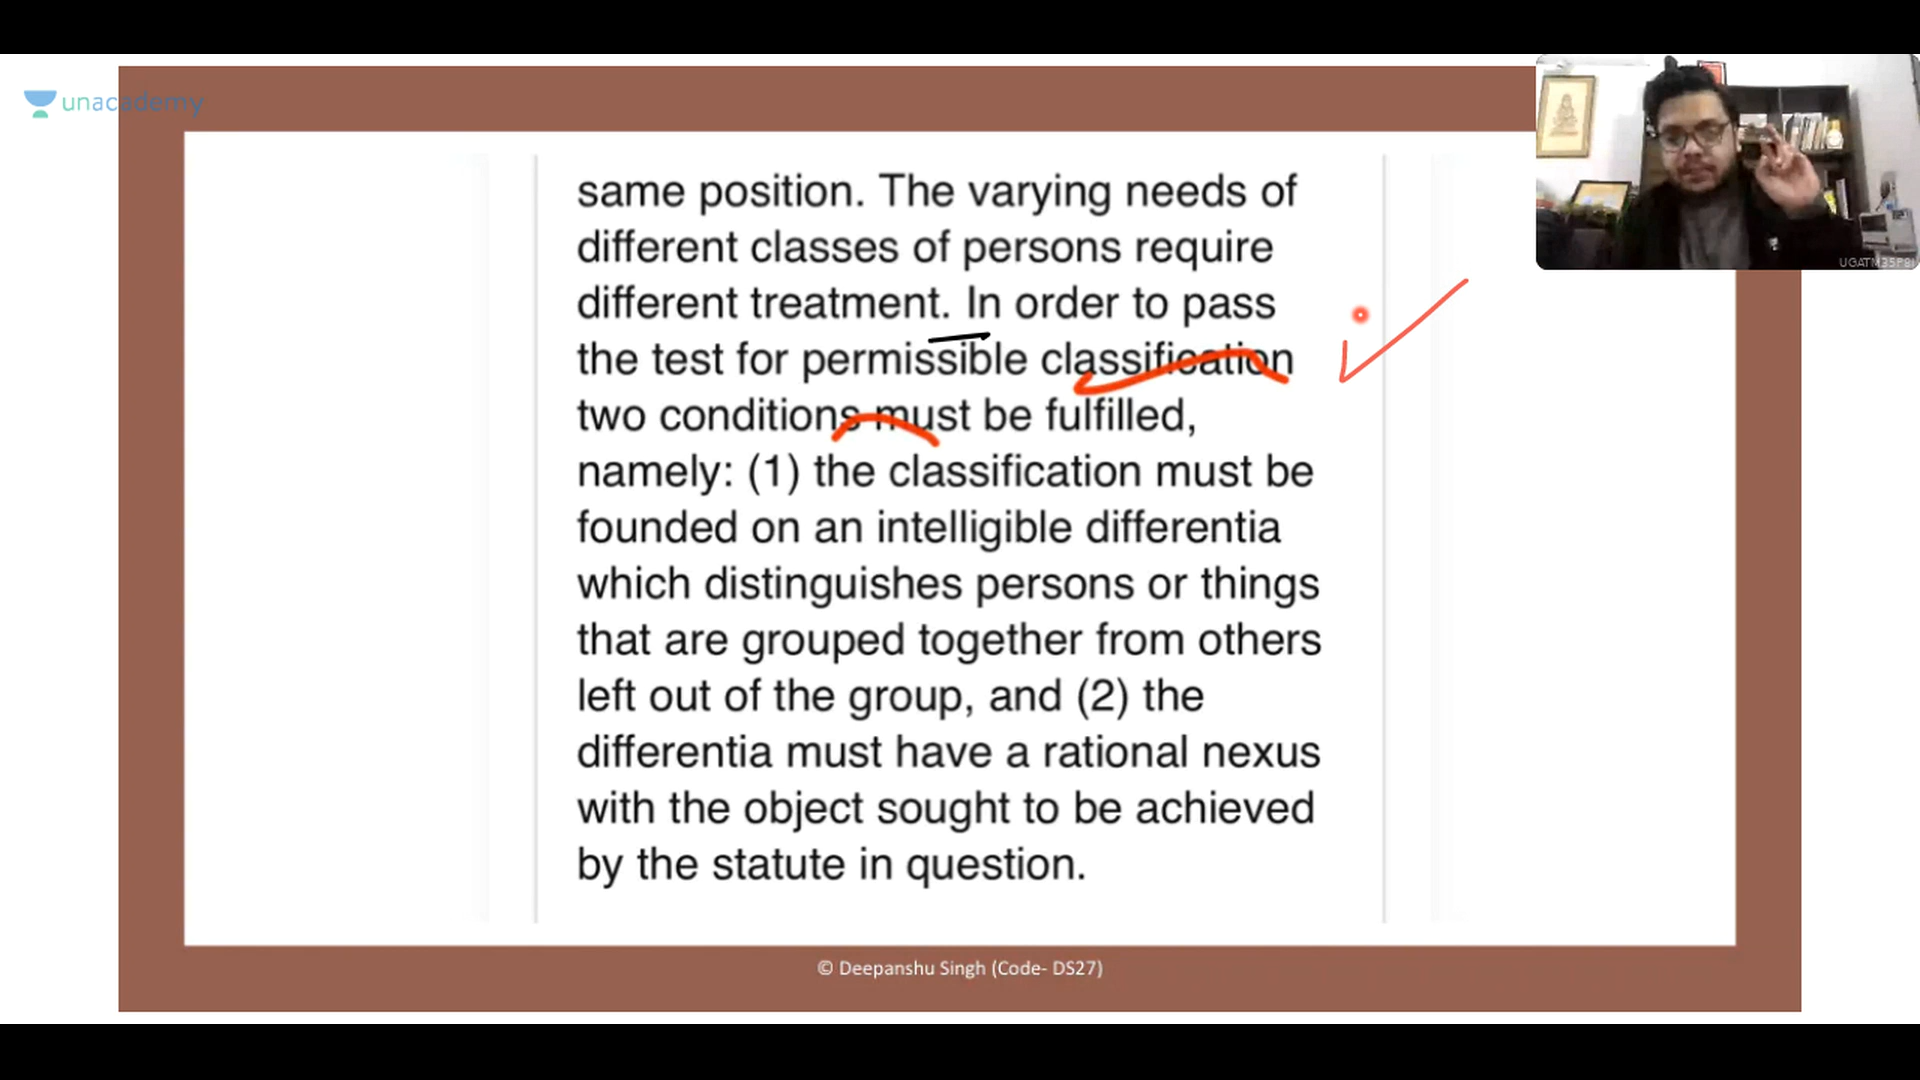 unacademy
same position. The varying needs of
different classes of persons require
different treatment. In order to pass
the test for permissible classification
two conditions must be fulfilled,
namely: (1) the classification must be
founded on an intelligible differentia
which distinguishes persons or things
that are grouped together from others
left out of the group, and (2) the
differentia must have a rational nexus
with the object sought to be achieved
by the statute in question.
© Deepanshu Singh (Code- DS27)